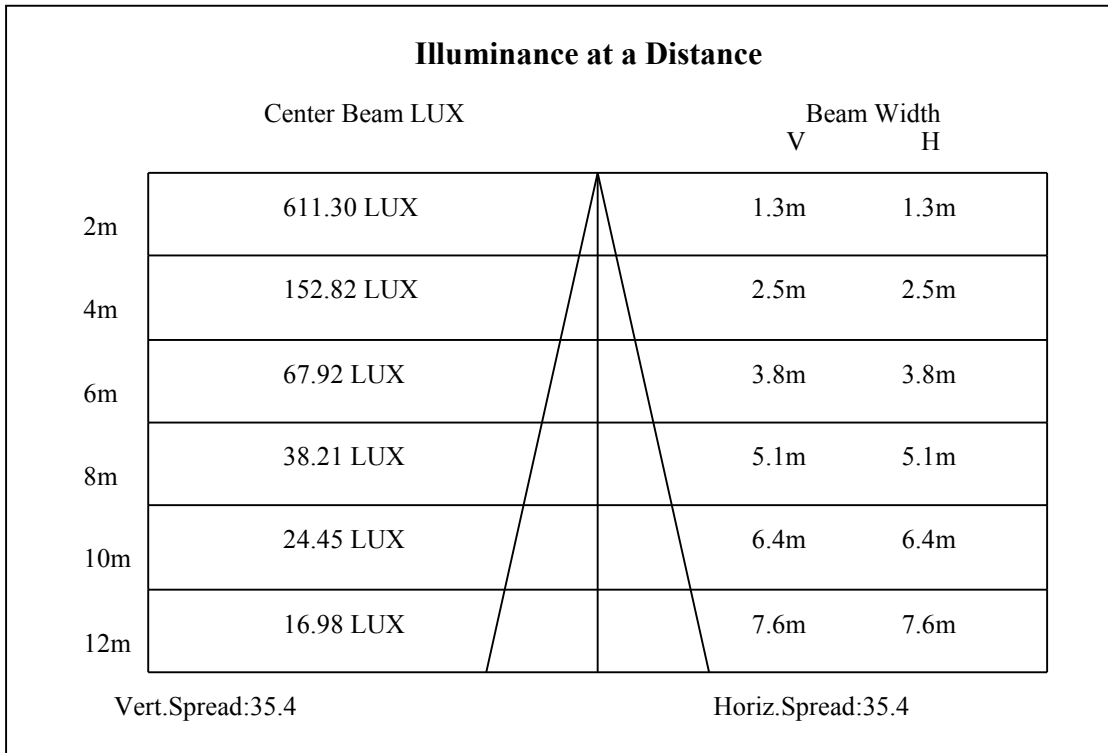 Illuminance at a Distance
Center Beam LUX Beam Width
V H
2m 611.30 LUX 1.3m 1.3m
4m 152.82 LUX 2.5m 2.5m
6m 67.92 LUX 3.8m 3.8m
8m 38.21 LUX 5.1m 5.1m
10m 24.45 LUX 6.4m 6.4m
12m 16.98 LUX 7.6m 7.6m
Vert.Spread:35.4 Horiz.Spread:35.4